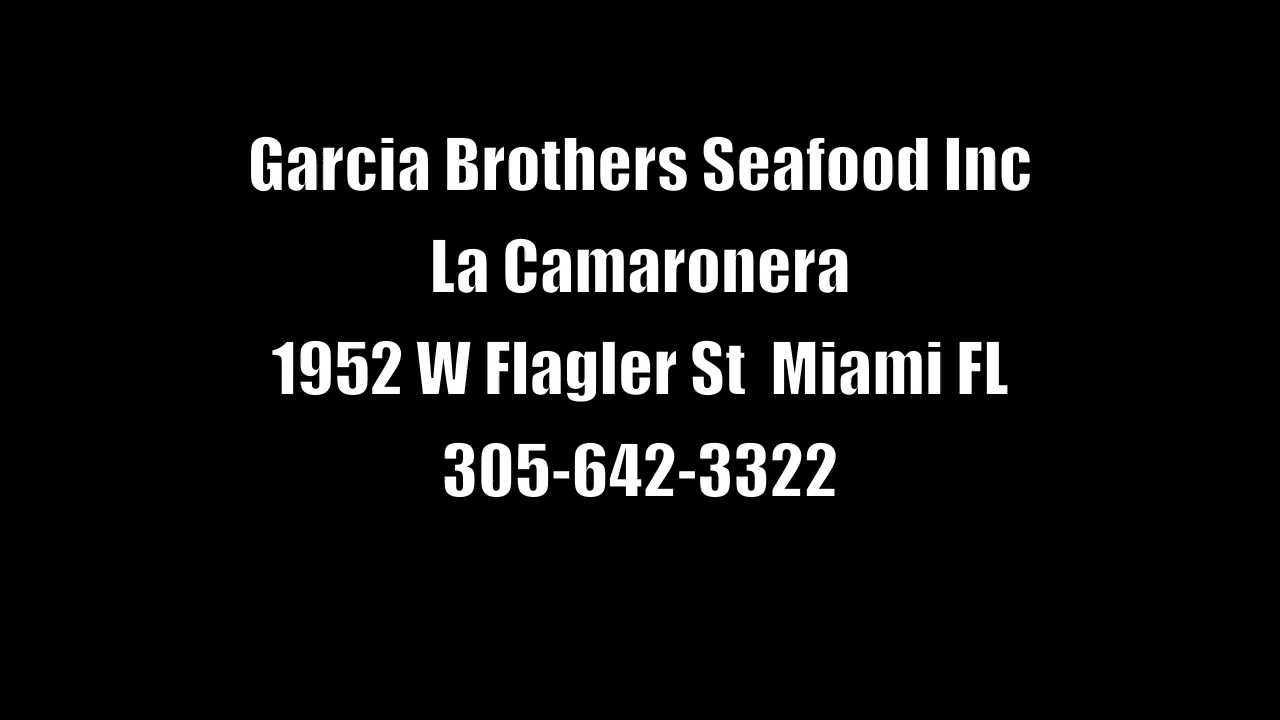 Garcia Brothers Seafood Inc
La Camaronera
1952 W Flagler St  Miami FL
305-642-3322